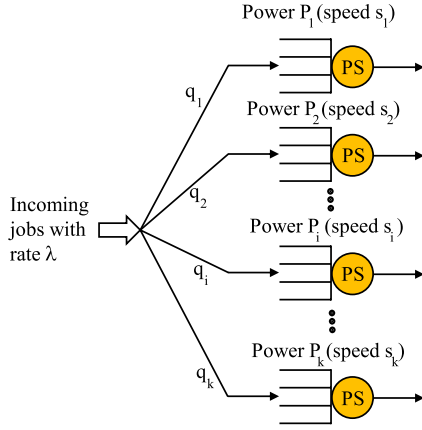 Power P₁(speed s₁)
PS
q₁
Power P₂(speed s₂)
PS
q₂
Incoming
jobs with
rate λ
Power Pᵢ(speed sᵢ)
PS
qᵢ
Power Pₖ(speed sₖ)
PS
qₖ